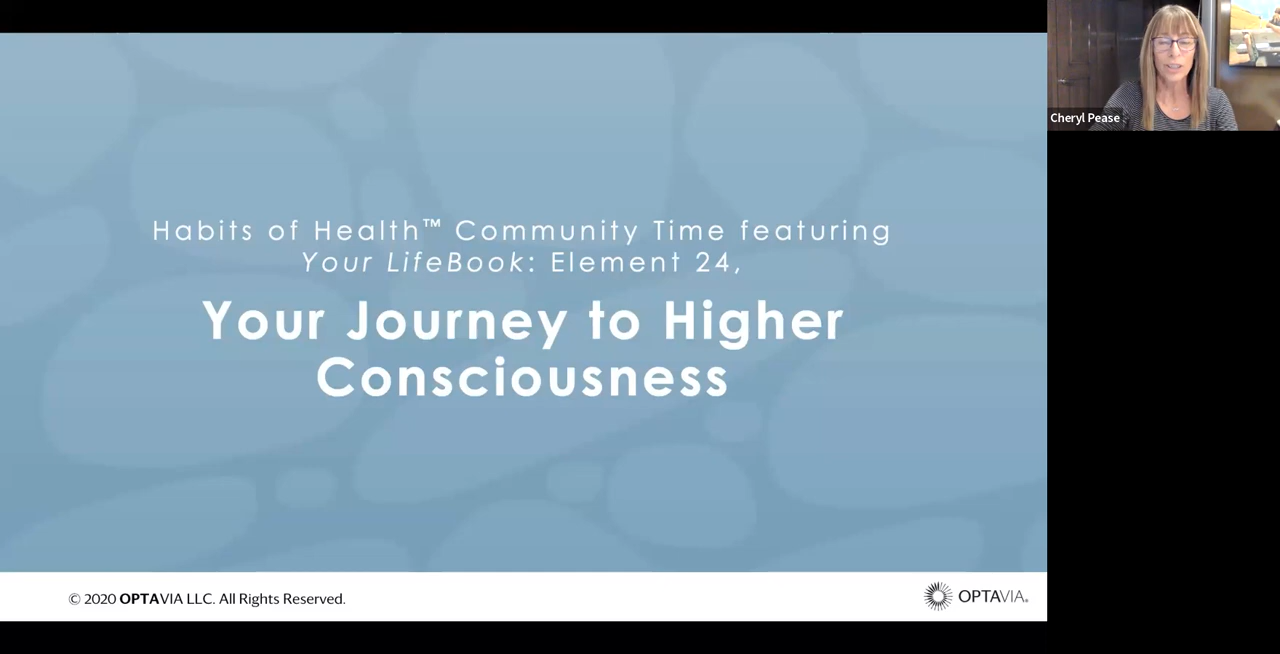 Habits of Health™ Community Time featuring
Your LifeBook: Element 24,
Your Journey to Higher
Consciousness
© 2020 OPTAVIA LLC. All Rights Reserved.
OPTAVIA®
Cheryl Pease